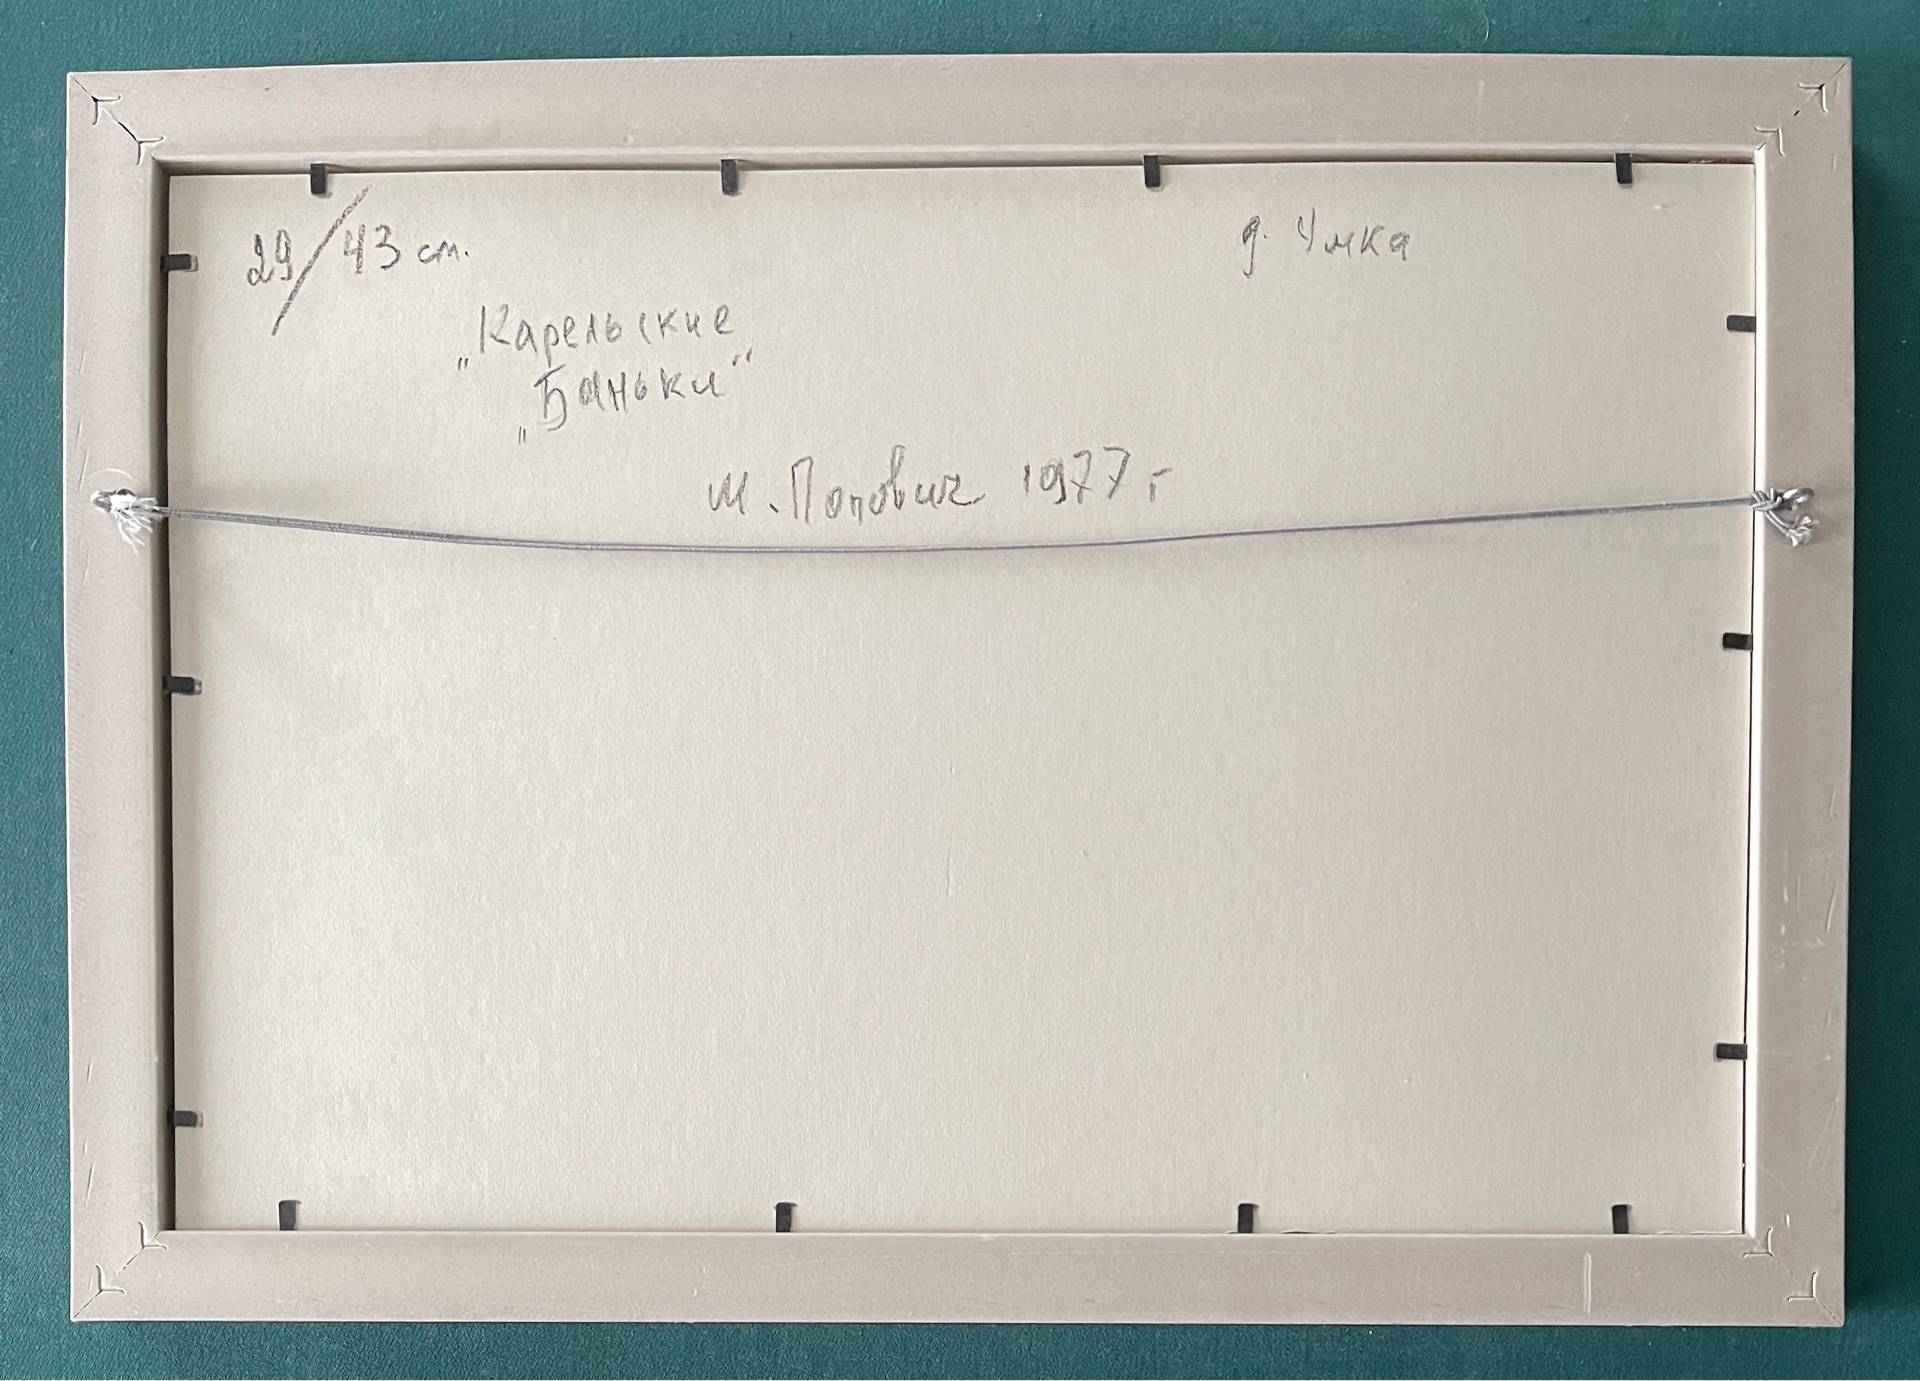 29/43 см.
д. Умка
"Карельские
"Баньки"
М. Попович 1977 г